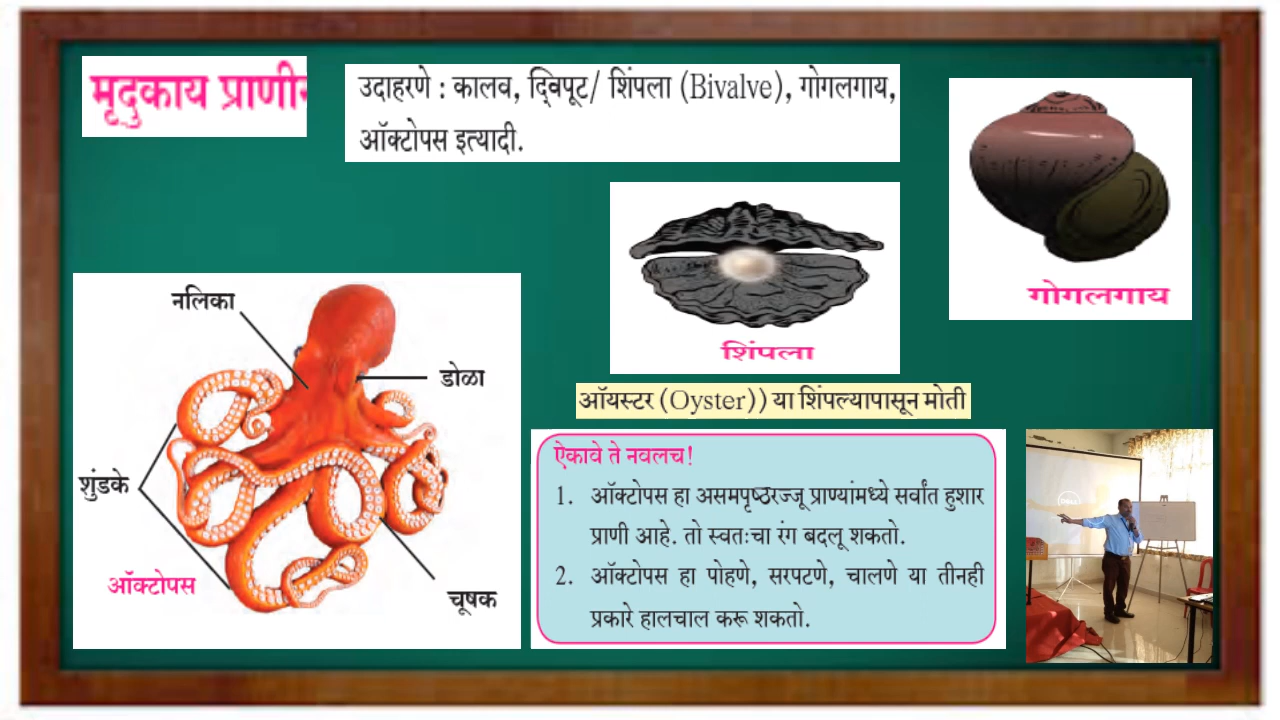 मृदुकाय प्राणी
उदाहरणे : कालव, द्विपूट/ शिंपला (Bivalve), गोगलगाय,
ऑक्टोपस इत्यादी.
गोगलगाय
शिंपला
ऑयस्टर (Oyster)) या शिंपल्यापासून मोती
नलिका
डोळा
शुंडके
ऑक्टोपस
चूषक
ऐकावे ते नवलच!
1. ऑक्टोपस हा असमपृष्ठरज्जू प्राण्यांमध्ये सर्वांत हुशार
प्राणी आहे. तो स्वतःचा रंग बदलू शकतो.
2. ऑक्टोपस हा पोहणे, सरपटणे, चालणे या तीनही
प्रकारे हालचाल करू शकतो.
DELL